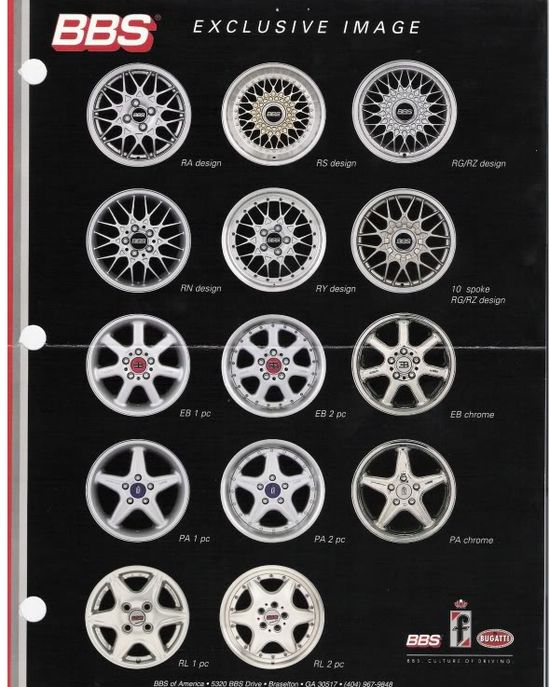 BBS
EXCLUSIVE IMAGE
RA design
RS design
RG/RZ design
RN design
RY design
10 spoke
RG/RZ design
EB 1 pc
EB 2 pc
EB chrome
PA 1 pc
PA 2 pc
PA chrome
RL 1 pc
RL 2 pc
BBS
f
BUGATTI
BBS. CULTURE OF DRIVING.
BBS of America • 5320 BBS Drive • Braselton, GA 30517 • (404) 967-9848